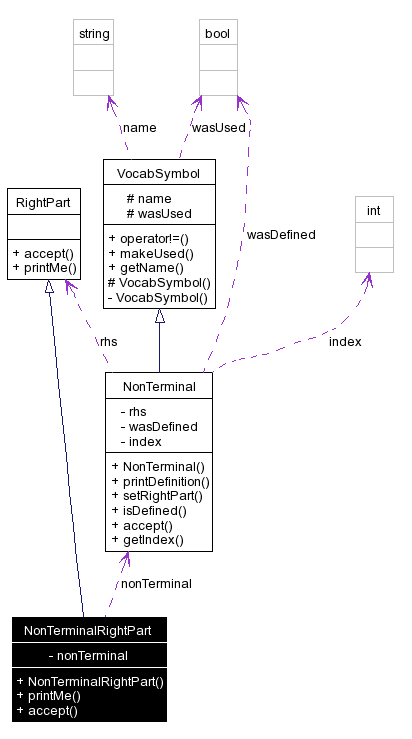 string
bool
name
wasUsed
VocabSymbol
# name
# wasUsed
+ operator!=()
+ makeUsed()
+ getName()
# VocabSymbol()
- VocabSymbol()
RightPart
+ accept()
+ printMe()
int
wasDefined
rhs
index
NonTerminal
- rhs
- wasDefined
- index
+ NonTerminal()
+ printDefinition()
+ setRightPart()
+ isDefined()
+ accept()
+ getIndex()
nonTerminal
NonTerminalRightPart
- nonTerminal
+ NonTerminalRightPart()
+ printMe()
+ accept()